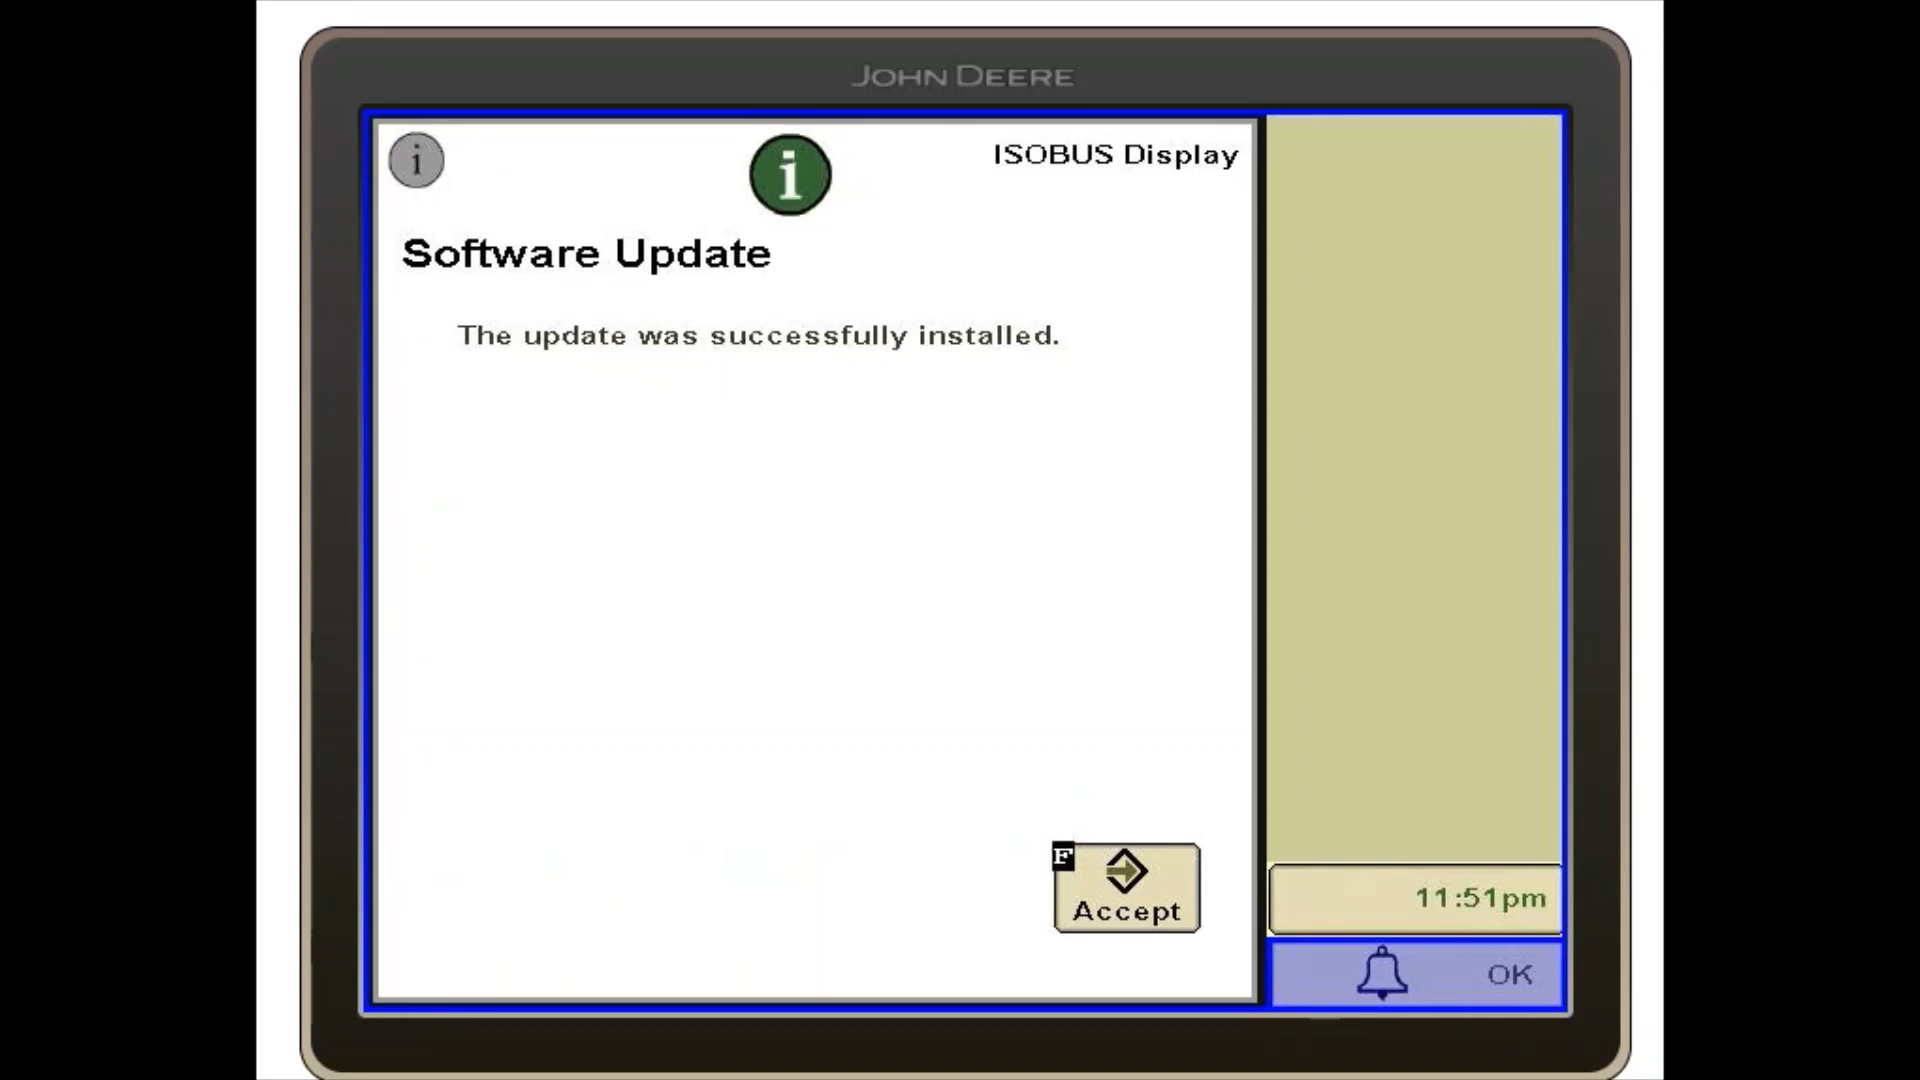 JOHN DEERE
i
i
ISOBUS Display
Software Update
The update was successfully installed.
F
Accept
11:51pm
OK